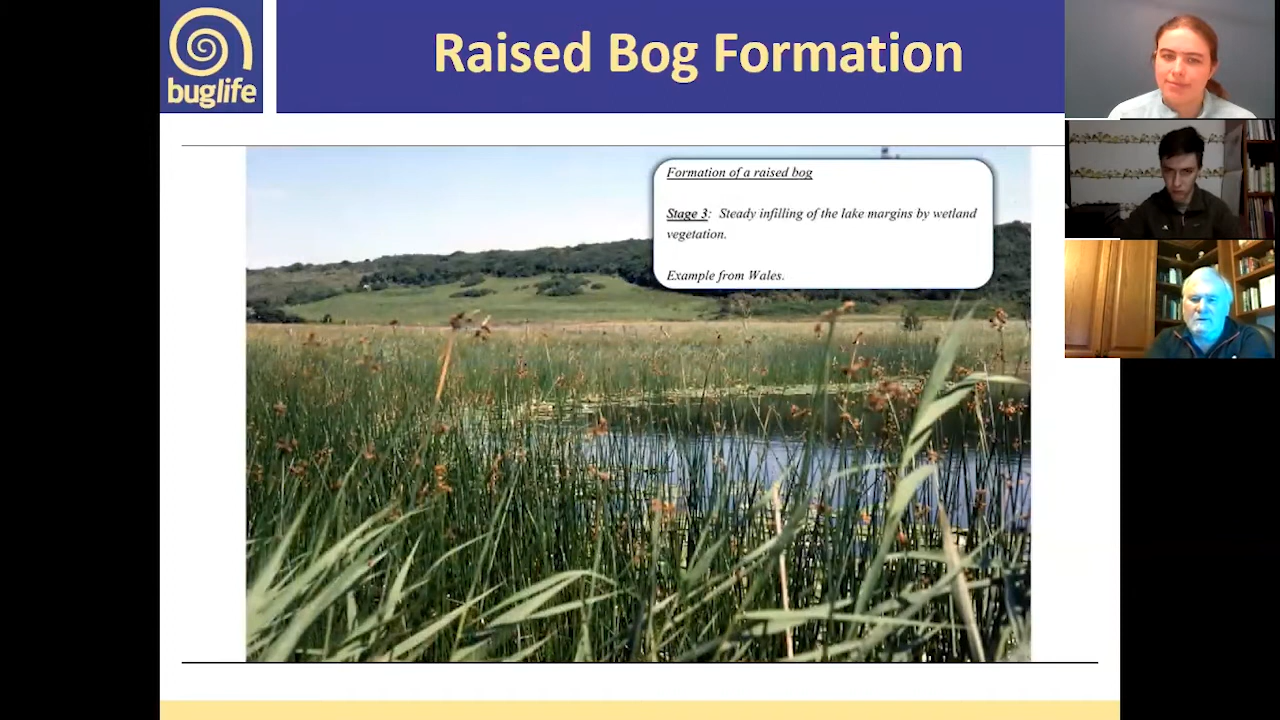 Raised Bog Formation
buglife
Formation of a raised bog
Stage 3: Steady infilling of the lake margins by wetland
vegetation.
Example from Wales.